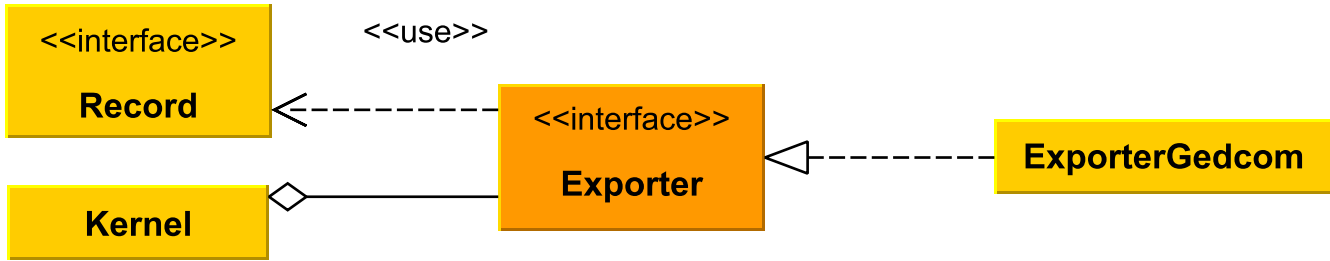 <<interface>>
Record
<<use>>
<<interface>>
Exporter
ExporterGedcom
Kernel